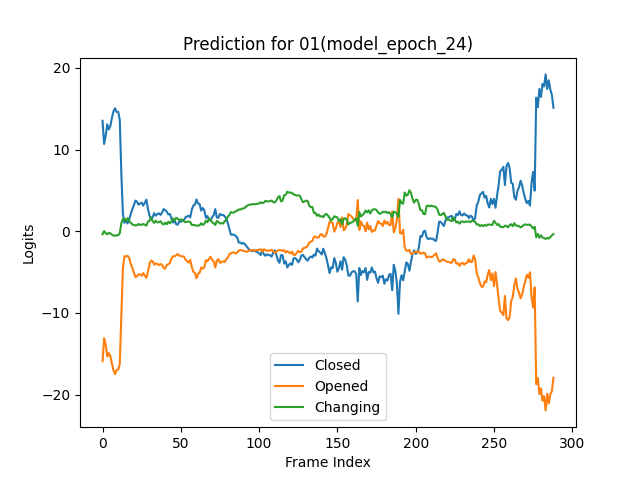 Prediction for 01(model_epoch_24)
20
10
0
−10
−20
Logits
Closed
Opened
Changing
0 50 100 150 200 250 300
Frame Index